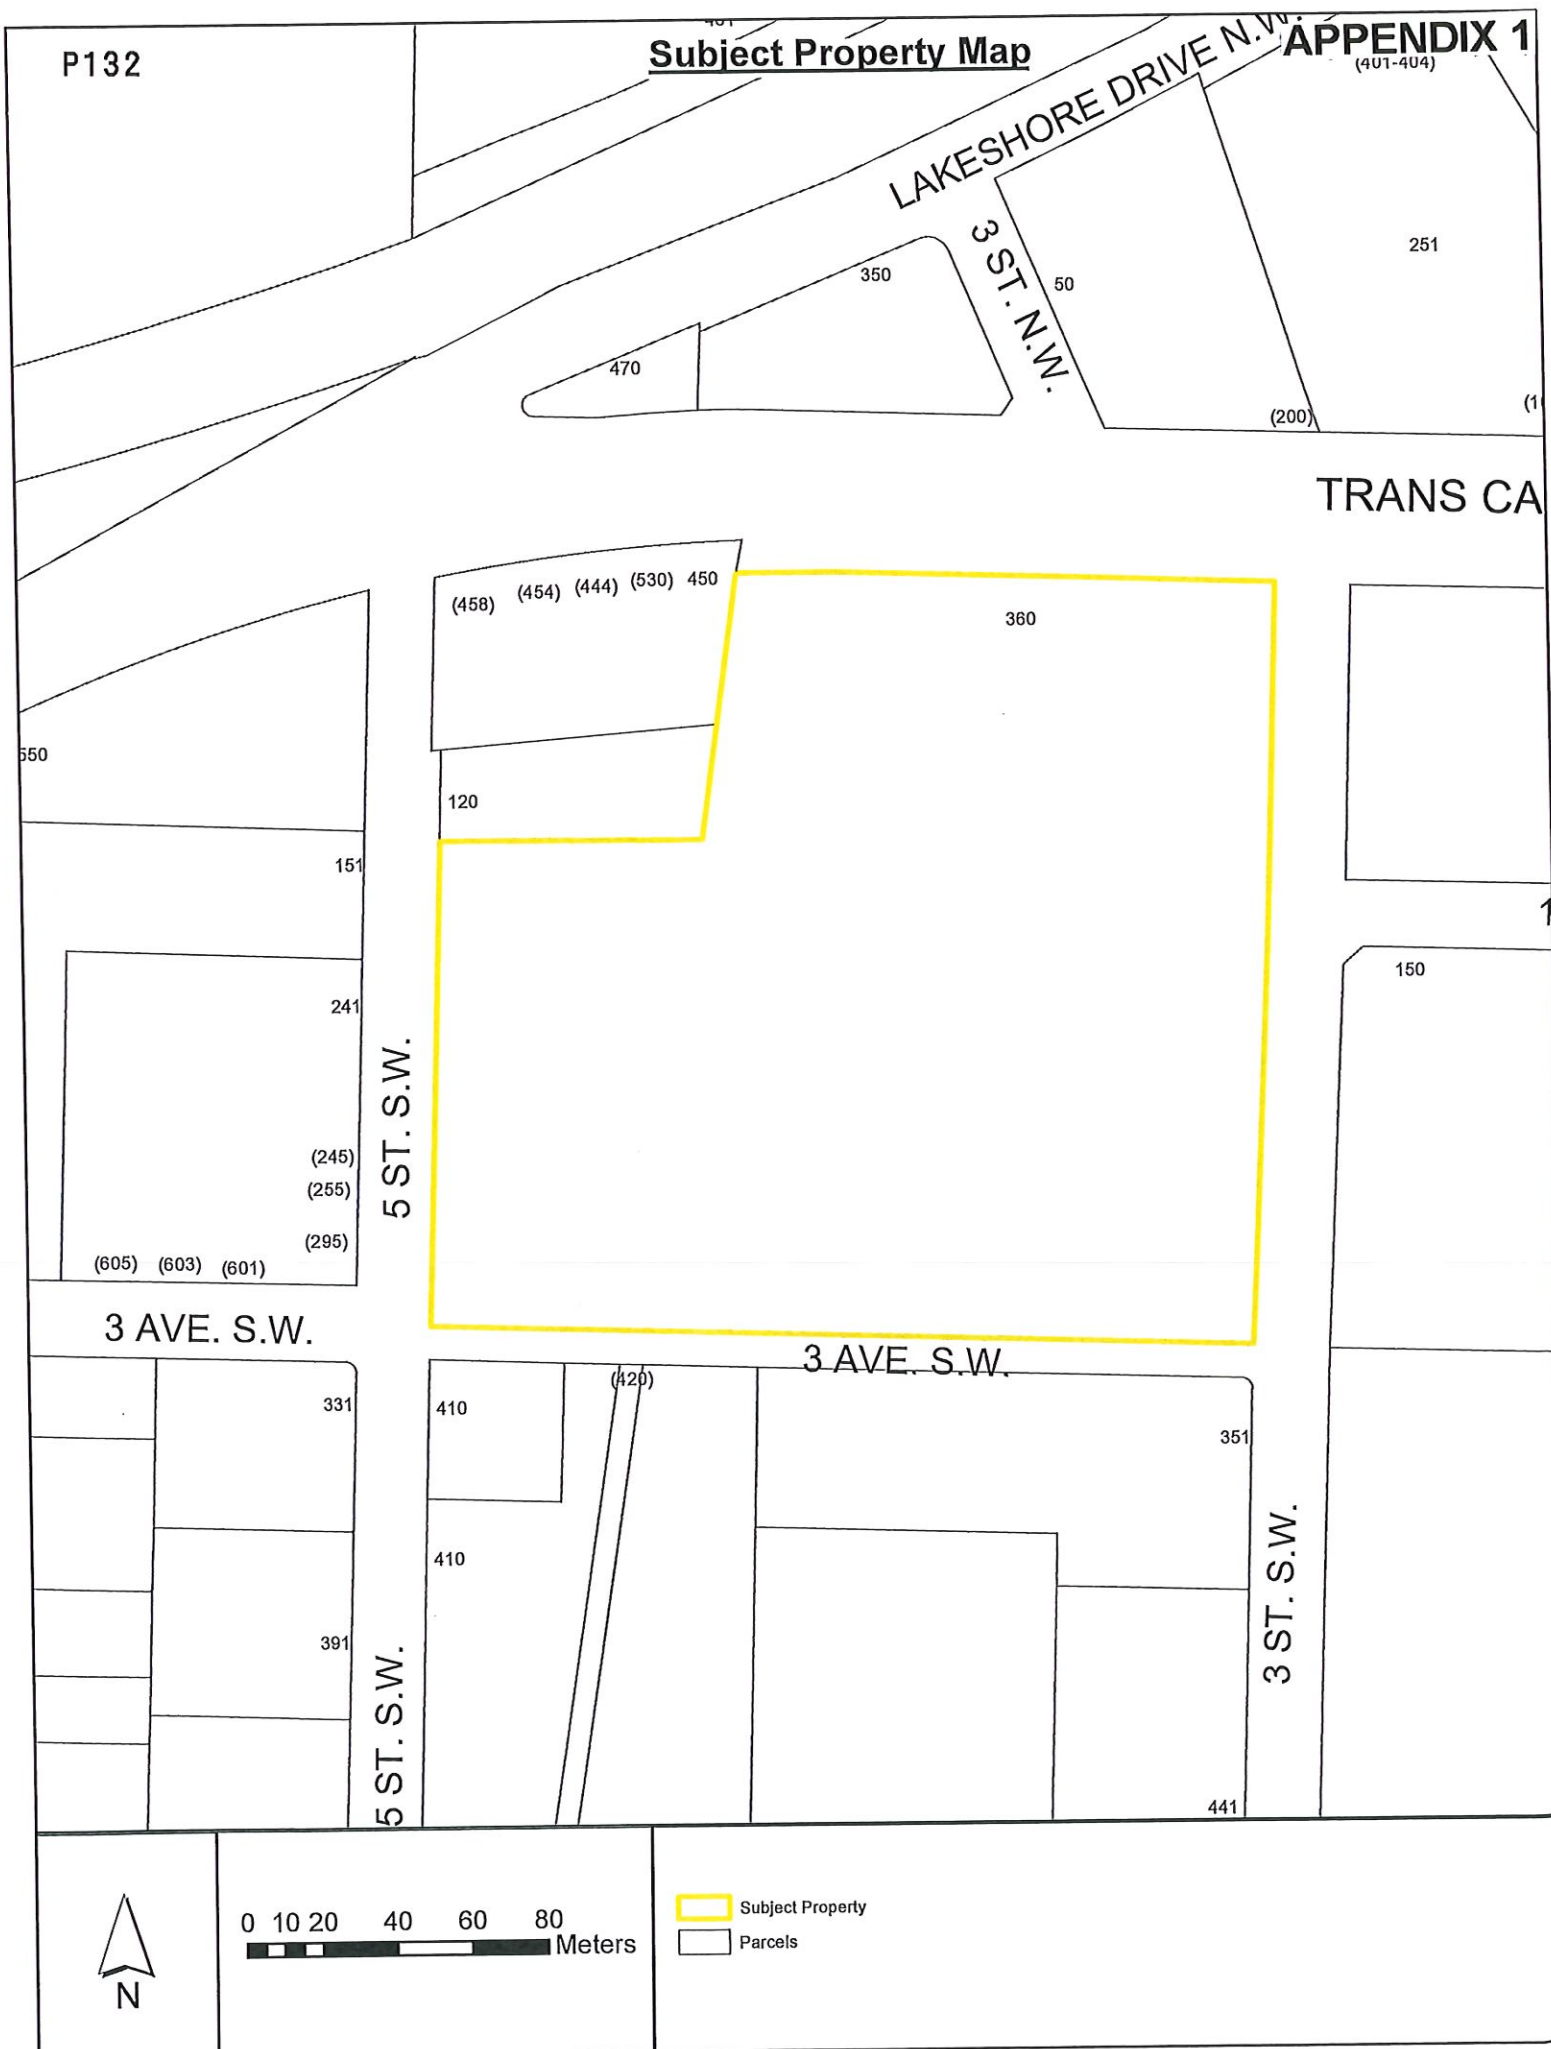 P132
Subject Property Map
APPENDIX 1
(401-404)
LAKESHORE DRIVE N.W.
3 ST. N.W.
251
350
50
470
(200)
TRANS CA
(458) (454) (444) (530) 450
360
550
120
151
150
241
5 ST. S.W.
(245)
(255)
(295)
(605) (603) (601)
3 AVE. S.W.
3 AVE. S.W.
(420)
331
410
351
410
3 ST. S.W.
391
5 ST. S.W.
441
N
0 10 20 40 60 80
Meters
Subject Property
Parcels